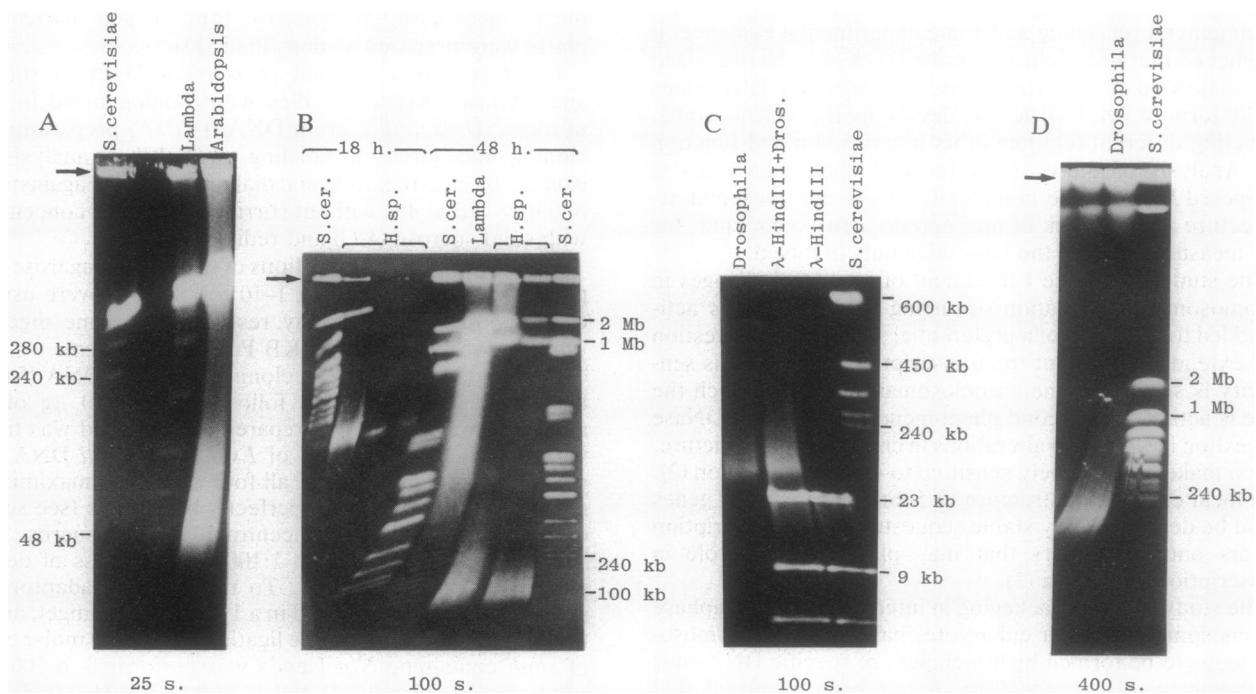 A
S.cerevisiae
Lambda
Arabidopsis
280 kb
240 kb
48 kb
25 s.
B
18 h.
48 h.
S.cer.
H.sp.
S.cer.
Lambda
H.sp.
S.cer.
2 Mb
1 Mb
240 kb
100 kb
100 s.
C
Drosophila
λ-HindIII+Dros.
λ-HindIII
S.cerevisiae
600 kb
450 kb
240 kb
23 kb
9 kb
100 s.
D
Drosophila
S.cerevisiae
2 Mb
1 Mb
240 kb
400 s.